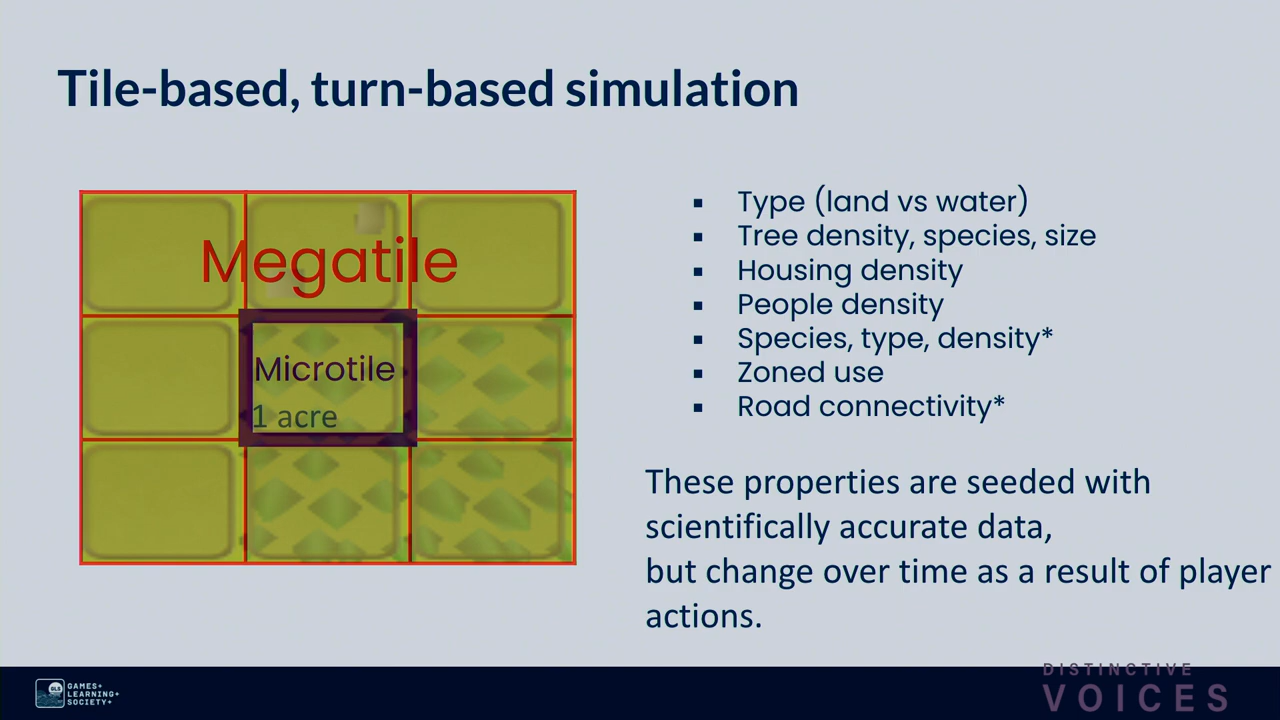 Tile-based, turn-based simulation
Megatile
Microtile
1 acre
▪ Type (land vs water)
▪ Tree density, species, size
▪ Housing density
▪ People density
▪ Species, type, density*
▪ Zoned use
▪ Road connectivity*
These properties are seeded with
scientifically accurate data,
but change over time as a result of player
actions.
GLS
GAMES+
LEARNING+
SOCIETY+
DISTINCTIVE
VOICES